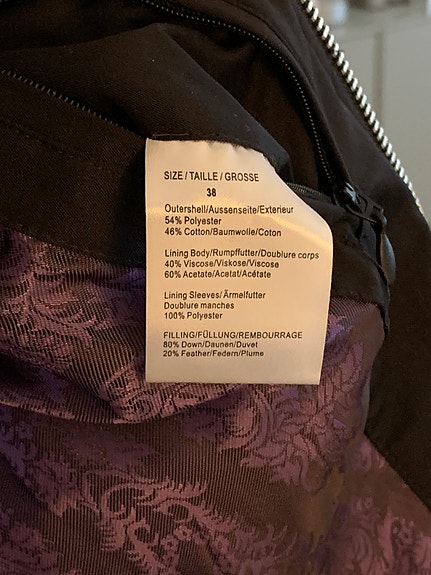 SIZE/TAILLE/GROSSE
38
Outershell/Aussenseite/Exterieur
54% Polyester
46% Cotton/Baumwolle/Coton
Lining Body/Rumpffutter/Doublure corps
40% Viscose/Viskose/Viscose
60% Acetate/Acetat/Acétate
Lining Sleeves/Ärmelfutter
Doublure manches
100% Polyester
FILLING/FÜLLUNG/REMBOURRAGE
80% Down/Daunen/Duvet
20% Feather/Federn/Plume